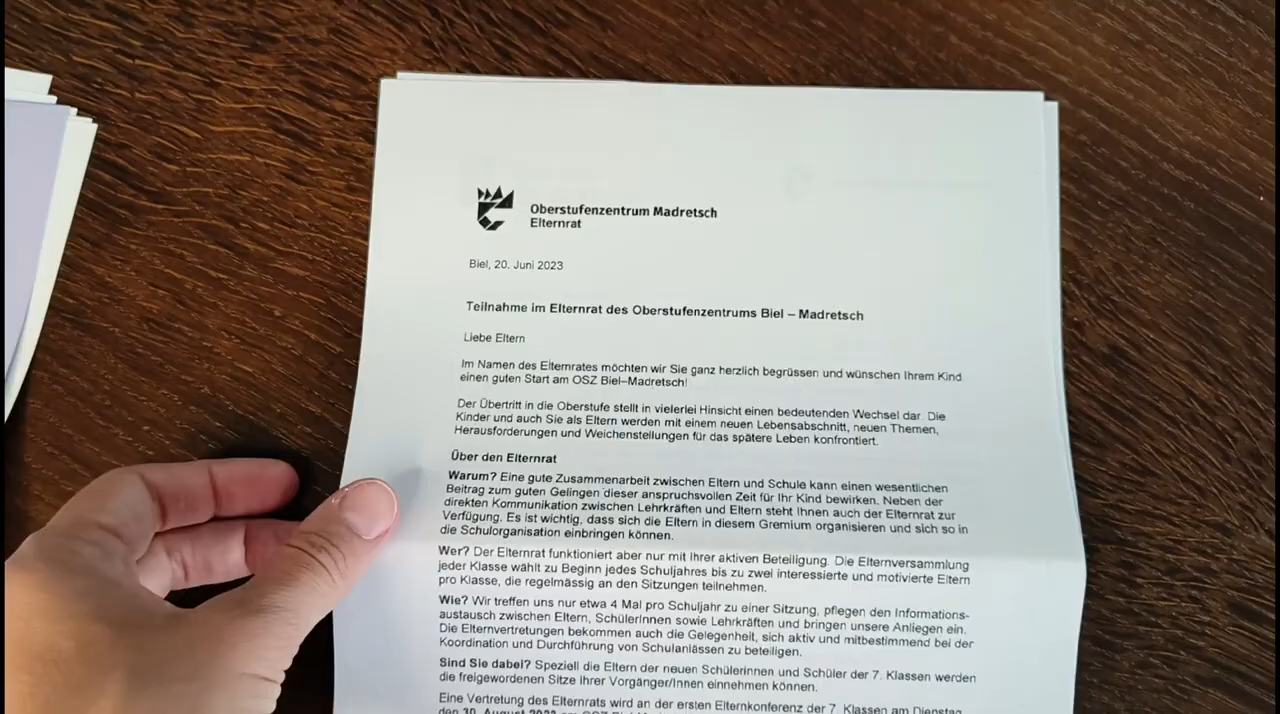 Oberstufenzentrum Madretsch
Elternrat
Biel, 20. Juni 2023
Teilnahme im Elternrat des Oberstufenzentrums Biel – Madretsch
Liebe Eltern
Im Namen des Elternrates möchten wir Sie ganz herzlich begrüssen und wünschen Ihrem Kind
einen guten Start am OSZ Biel–Madretsch!
Der Übertritt in die Oberstufe stellt in vielerlei Hinsicht einen bedeutenden Wechsel dar. Die
Kinder und auch Sie als Eltern werden mit einem neuen Lebensabschnitt, neuen Themen,
Herausforderungen und Weichenstellungen für das spätere Leben konfrontiert.
Über den Elternrat
Warum? Eine gute Zusammenarbeit zwischen Eltern und Schule kann einen wesentlichen
Beitrag zum guten Gelingen dieser anspruchsvollen Zeit für Ihr Kind bewirken. Neben der
direkten Kommunikation zwischen Lehrkräften und Eltern steht Ihnen auch der Elternrat zur
Verfügung. Es ist wichtig, dass sich die Eltern in diesem Gremium organisieren und sich so in
die Schulorganisation einbringen können.
Wer? Der Elternrat funktioniert aber nur mit Ihrer aktiven Beteiligung. Die Elternversammlung
jeder Klasse wählt zu Beginn jedes Schuljahres bis zu zwei interessierte und motivierte Eltern
pro Klasse, die regelmässig an den Sitzungen teilnehmen.
Wie? Wir treffen uns nur etwa 4 Mal pro Schuljahr zu einer Sitzung, pflegen den Informations-
austausch zwischen Eltern, SchülerInnen sowie Lehrkräften und bringen unsere Anliegen ein.
Die Elternvertretungen bekommen auch die Gelegenheit, sich aktiv und mitbestimmend bei der
Koordination und Durchführung von Schulanlässen zu beteiligen.
Sind Sie dabei? Speziell die Eltern der neuen Schülerinnen und Schüler der 7. Klassen werden
die freigewordenen Sitze ihrer Vorgänger/Innen einnehmen können.
Eine Vertretung des Elternrats wird an der ersten Elternkonferenz der 7. Klassen am Dienstag,
den 30. August 2023 am OSZ